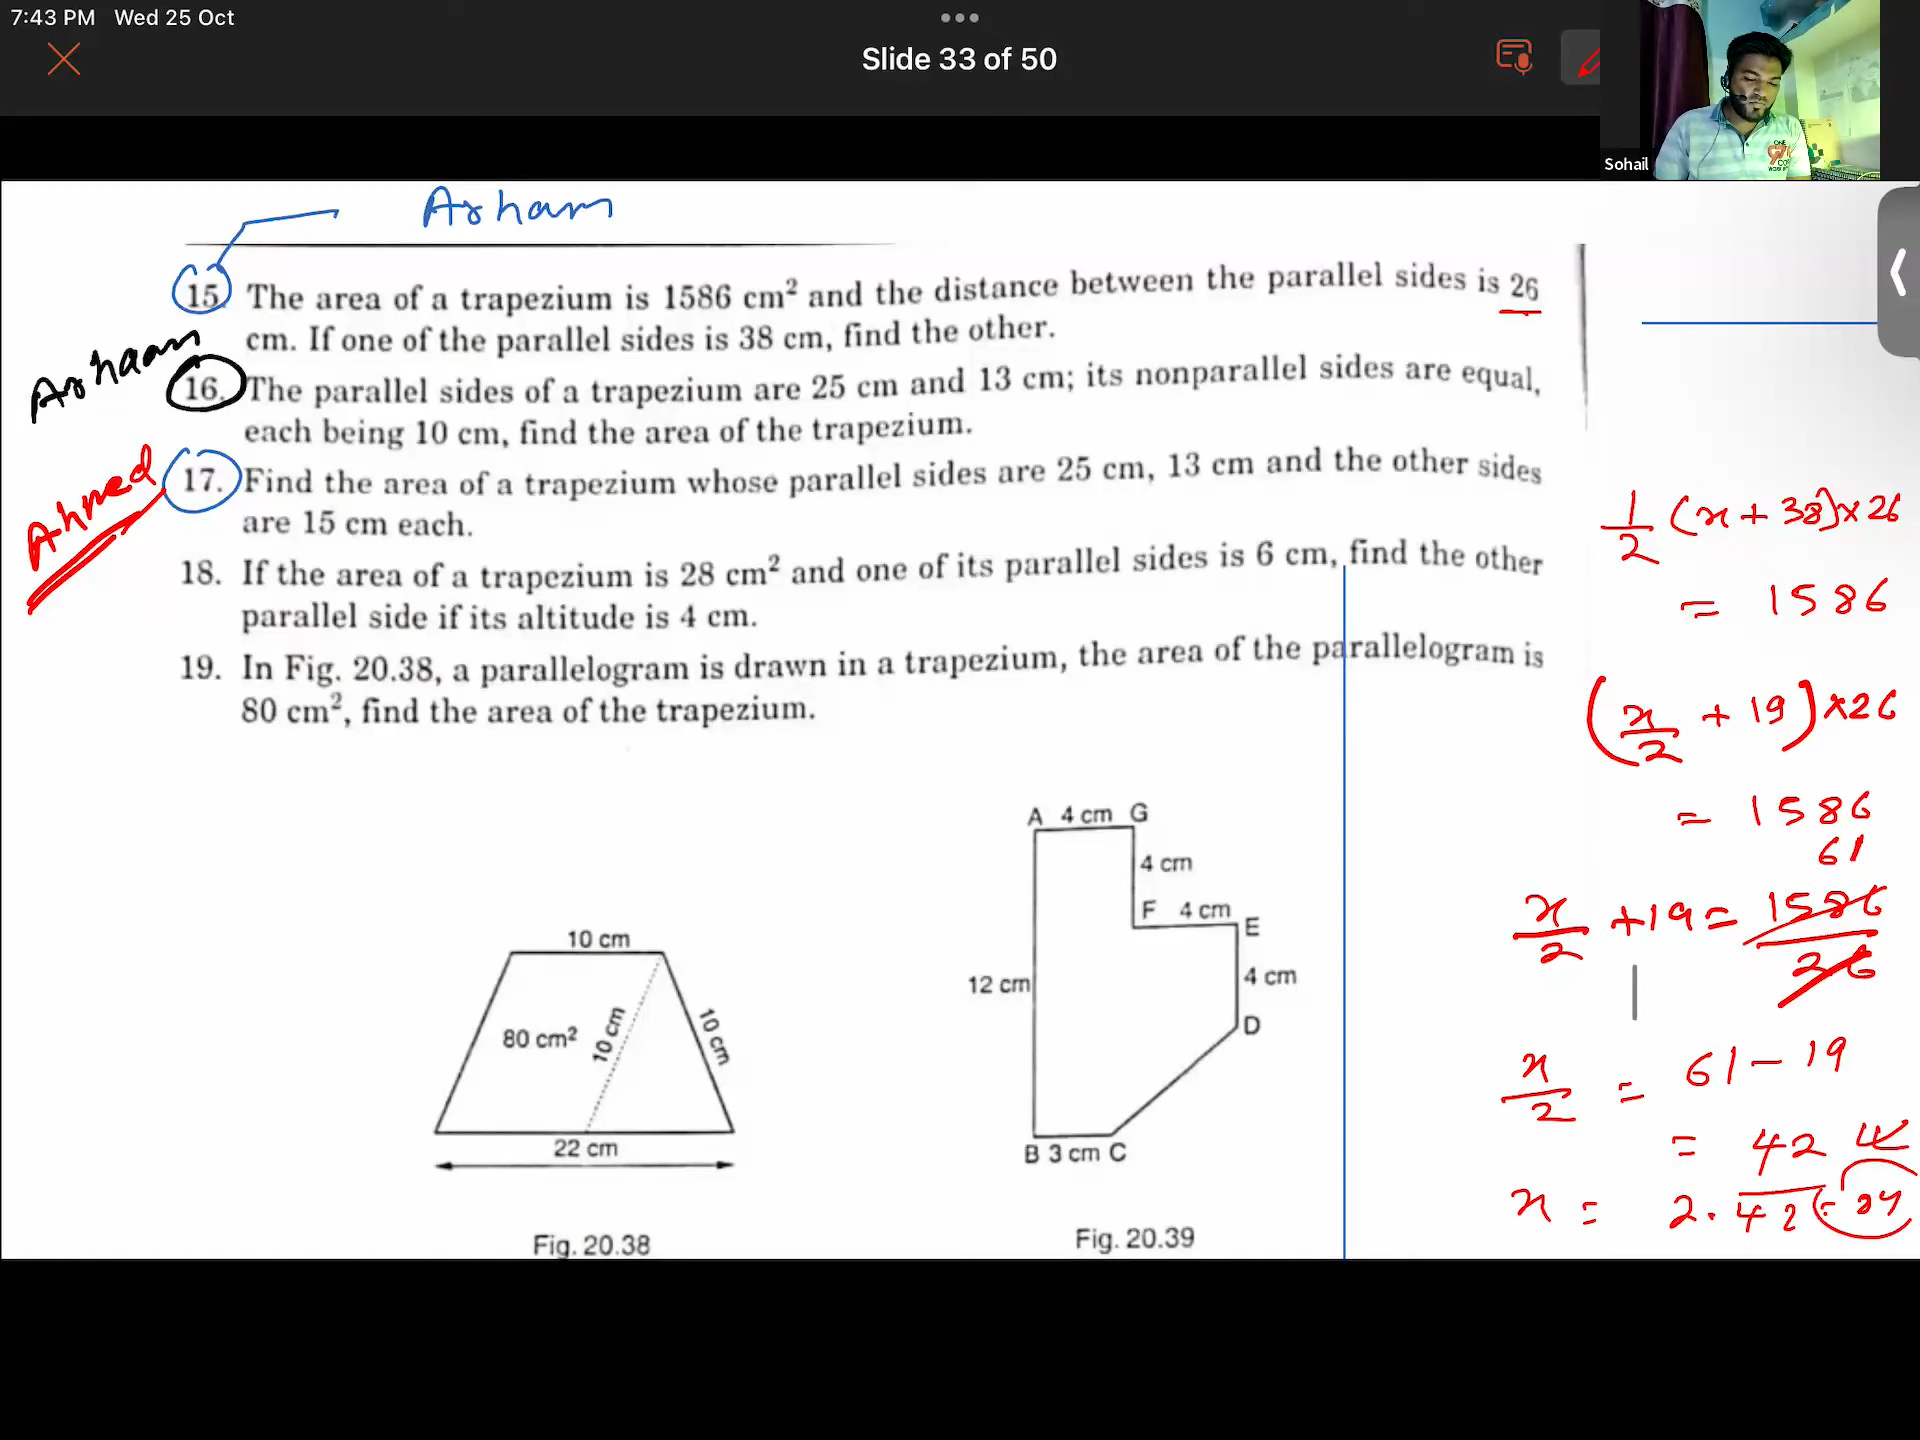 7:43 PM Wed 25 Oct
Slide 33 of 50
Sohail
Arham
15. The area of a trapezium is 1586 cm² and the distance between the parallel sides is 26
cm. If one of the parallel sides is 38 cm, find the other.
Arhaam
16. The parallel sides of a trapezium are 25 cm and 13 cm; its nonparallel sides are equal,
each being 10 cm, find the area of the trapezium.
Ahmed
17. Find the area of a trapezium whose parallel sides are 25 cm, 13 cm and the other sides
are 15 cm each.
18. If the area of a trapezium is 28 cm² and one of its parallel sides is 6 cm, find the other
parallel side if its altitude is 4 cm.
19. In Fig. 20.38, a parallelogram is drawn in a trapezium, the area of the parallelogram is
80 cm², find the area of the trapezium.
10 cm
80 cm²
10 cm
10 cm
22 cm
Fig. 20.38
A 4 cm G
4 cm
F 4 cm E
12 cm
4 cm
D
B 3 cm C
Fig. 20.39
1/2 (x + 38) × 26
= 1586
(x/2 + 19) × 26
= 1586
61
x/2 + 19 = 1586/26
x/2 = 61 - 19
= 42
x = 2 · 42 = 84